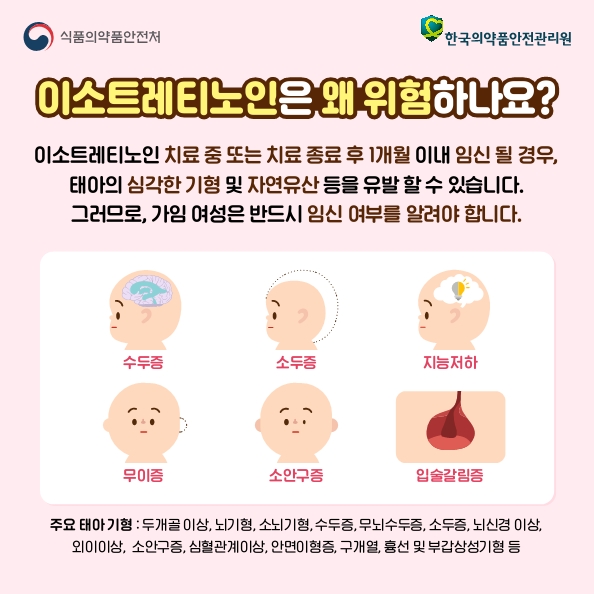 식품의약품안전처
한국의약품안전관리원
이소트레티노인은 왜 위험하나요?
이소트레티노인 치료 중 또는 치료 종료 후 1개월 이내 임신 될 경우,
태아의 심각한 기형 및 자연유산 등을 유발 할 수 있습니다.
그러므로, 가임 여성은 반드시 임신 여부를 알려야 합니다.
수두증
소두증
지능저하
무이증
소안구증
입술갈림증
주요 태아 기형 : 두개골 이상, 뇌기형, 소뇌기형, 수두증, 무뇌수두증, 소두증, 뇌신경 이상,
외이이상, 소안구증, 심혈관계이상, 안면이형증, 구개열, 흉선 및 부갑상성기형 등